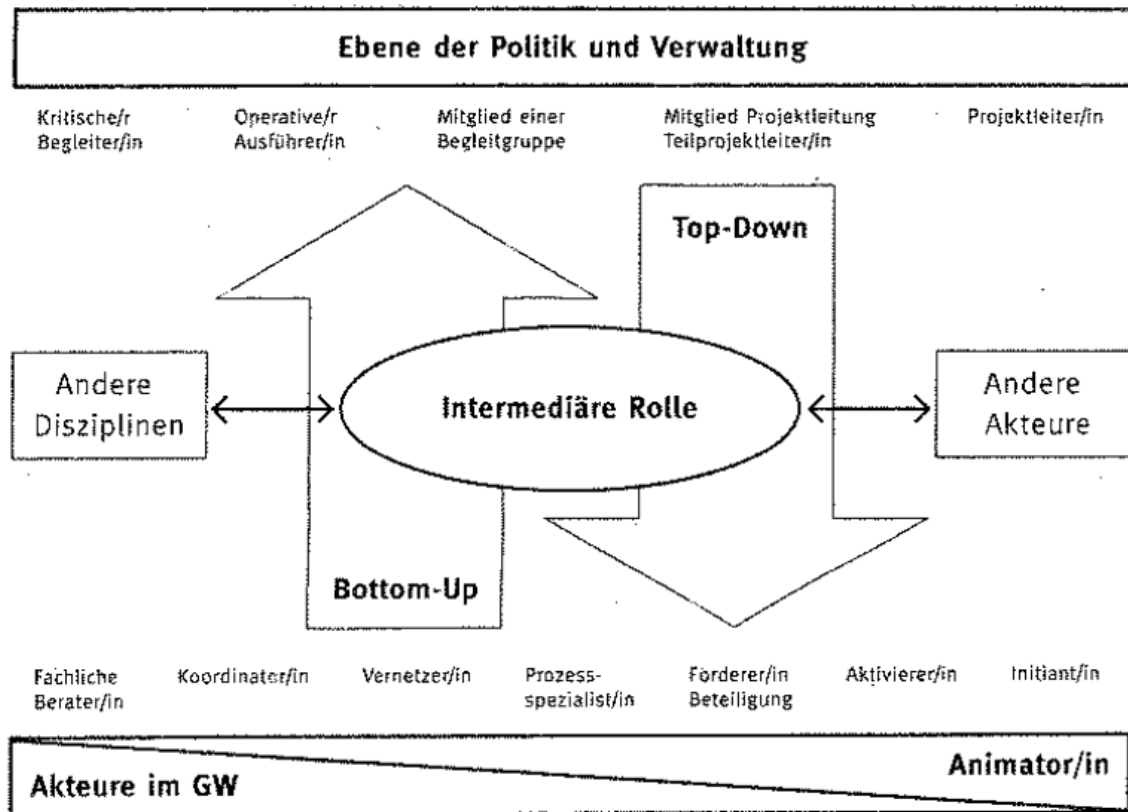 Ebene der Politik und Verwaltung
Kritische/r
Begleiter/in
Operative/r
Ausführer/in
Mitglied einer
Begleitgruppe
Mitglied Projektleitung
Teilprojektleiter/in
Projektleiter/in
Top-Down
Andere
Disziplinen
Intermediäre Rolle
Andere
Akteure
Bottom-Up
Fachliche
Berater/in
Koordinater/in
Vernetzer/in
Prozess-
spezialist/in
Förderer/in
Beteiligung
Aktivierer/in
Initiant/in
Akteure im GW
Animator/in